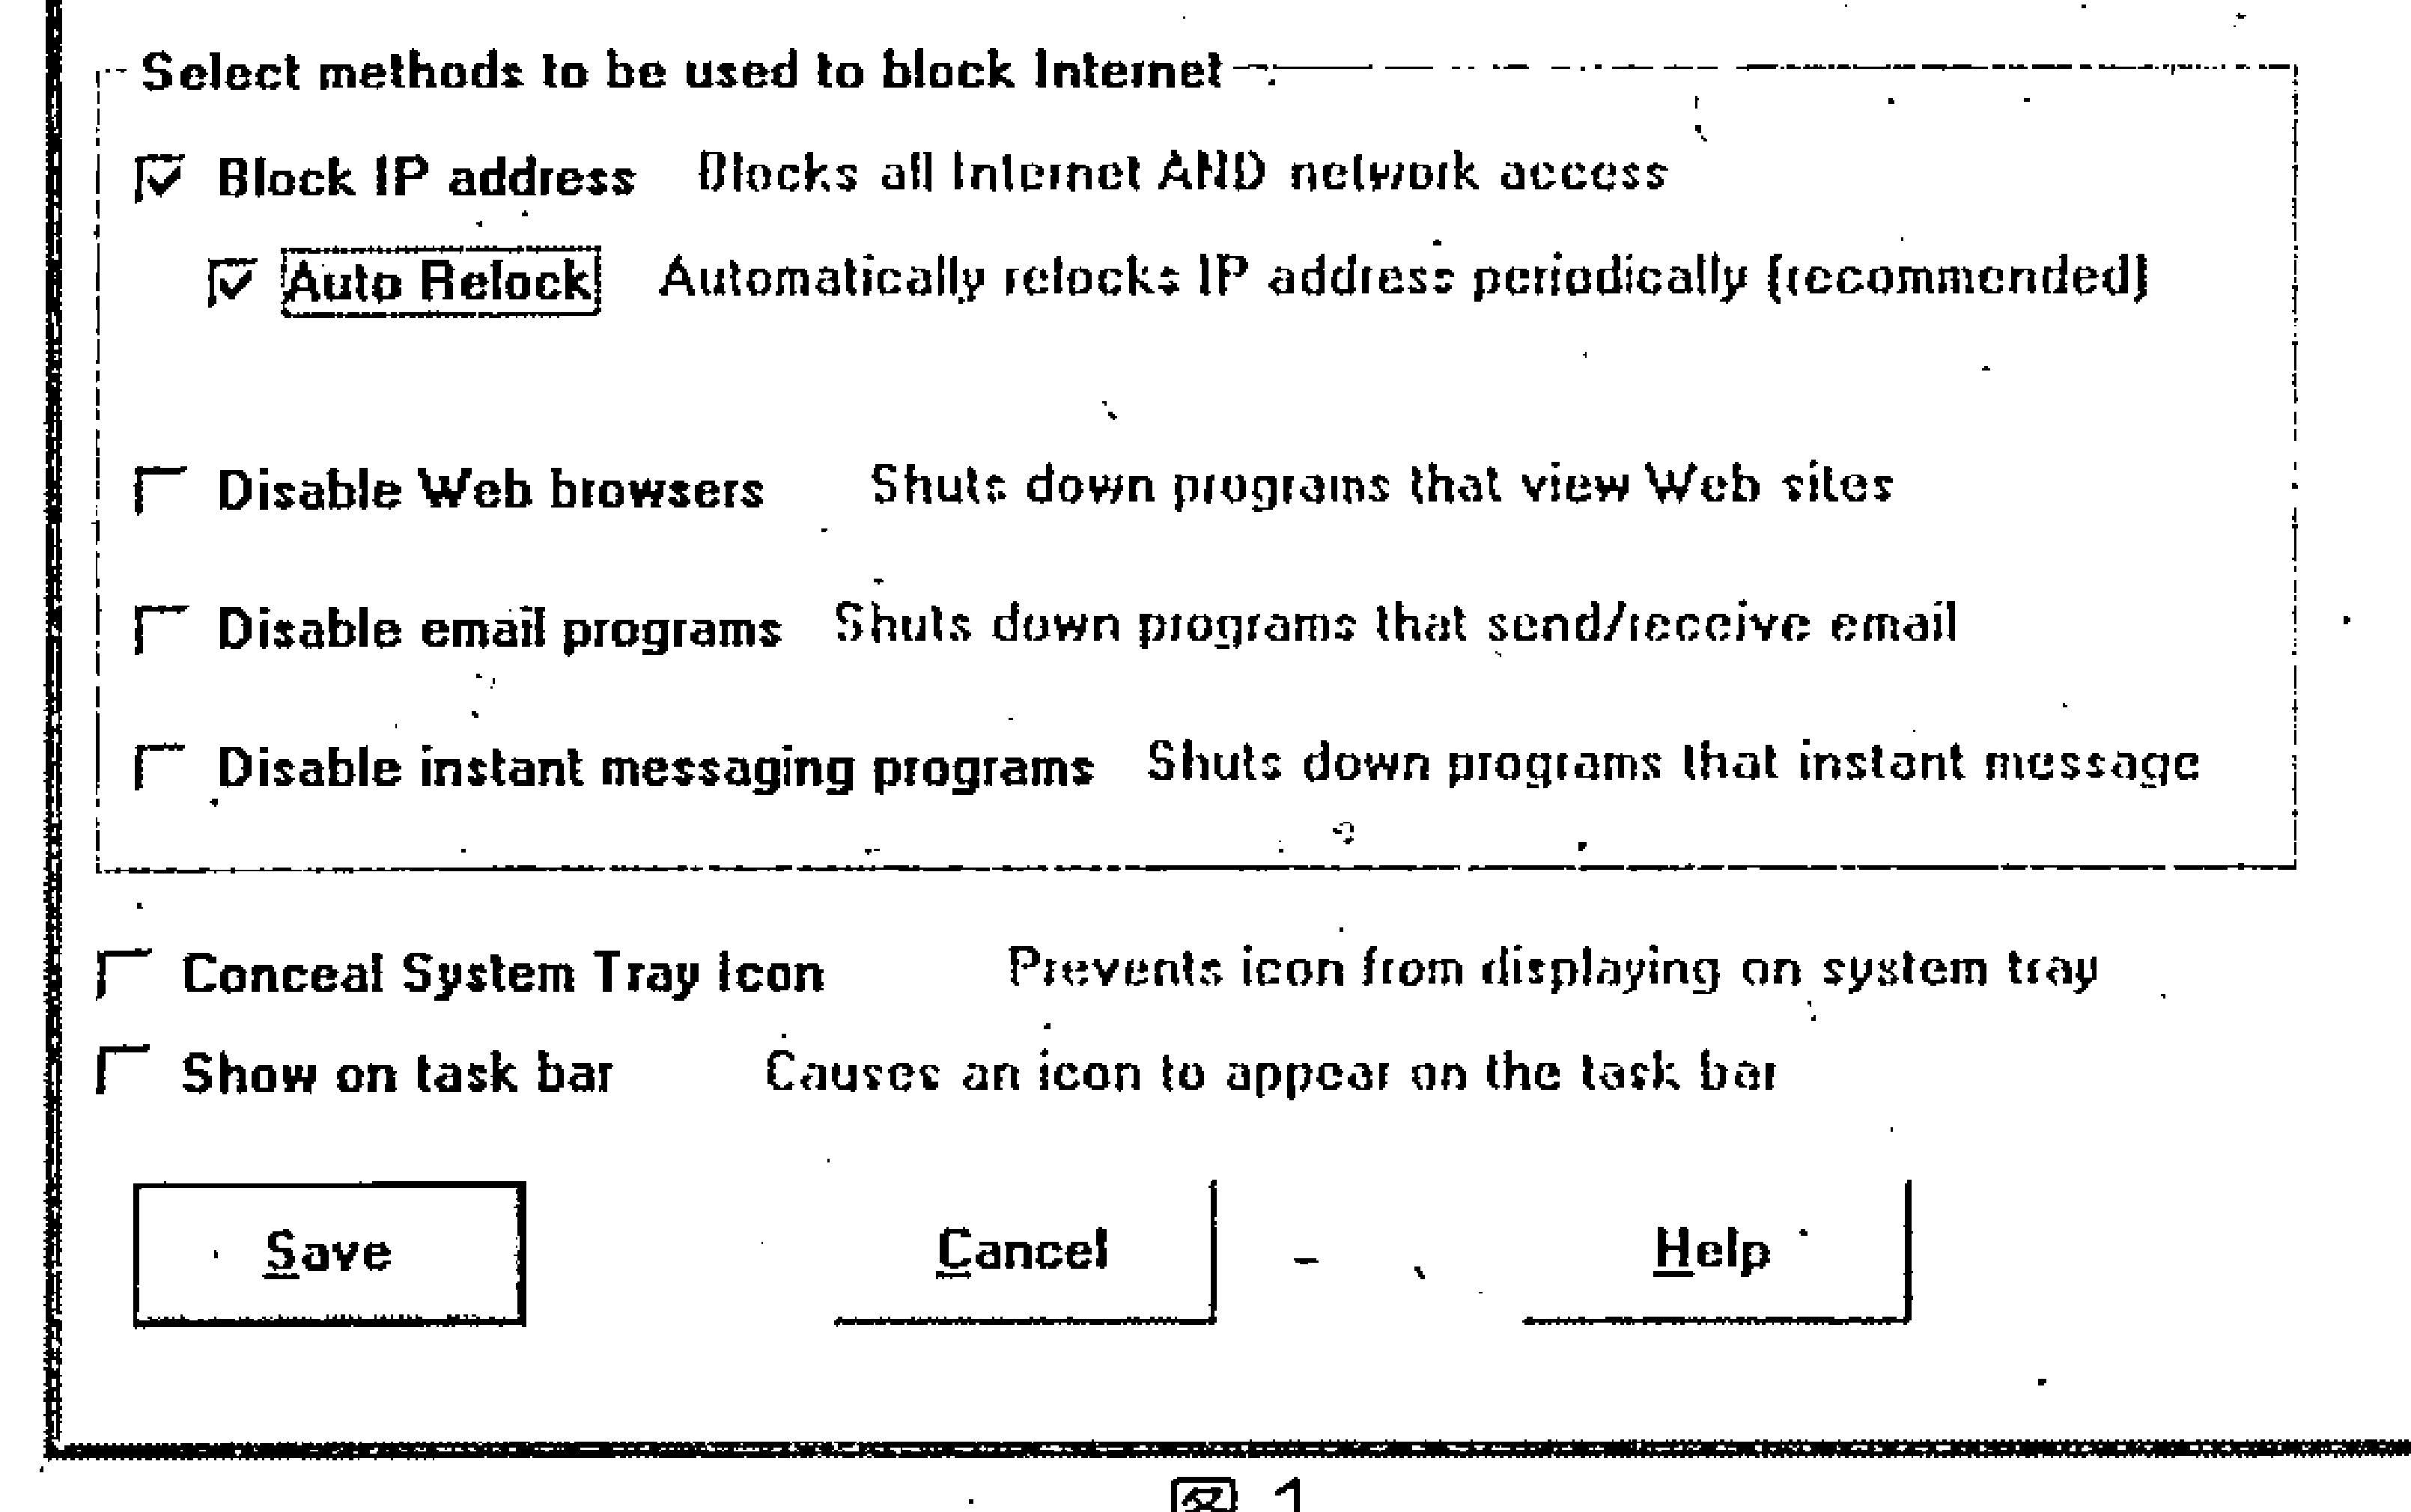 Select methods to be used to block Internet
Block IP address Blocks all Internet AND network access
Auto Relock Automatically relocks IP address periodically (recommended)
Disable Web browsers Shuts down programs that view Web sites
Disable email programs Shuts down programs that send/receive email
Disable instant messaging programs Shuts down programs that instant message
Conceal System Tray Icon Prevents icon from displaying on system tray
Show on task bar Causes an icon to appear on the task bar
Save Cancel Help
图 1